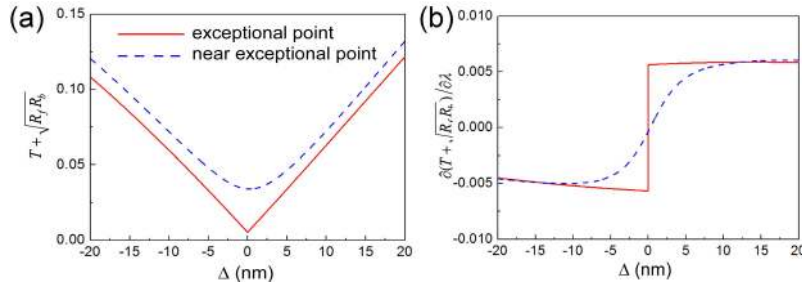 (a)
exceptional point
near exceptional point
0.15
0.10
0.05
0.00
T + √R_f R_b
-20 -15 -10 -5 0 5 10 15 20
Δ (nm)
(b)
0.010
0.005
0.000
-0.005
-0.010
∂(T + √R_f R_b)/∂λ
-20 -15 -10 -5 0 5 10 15 20
Δ (nm)